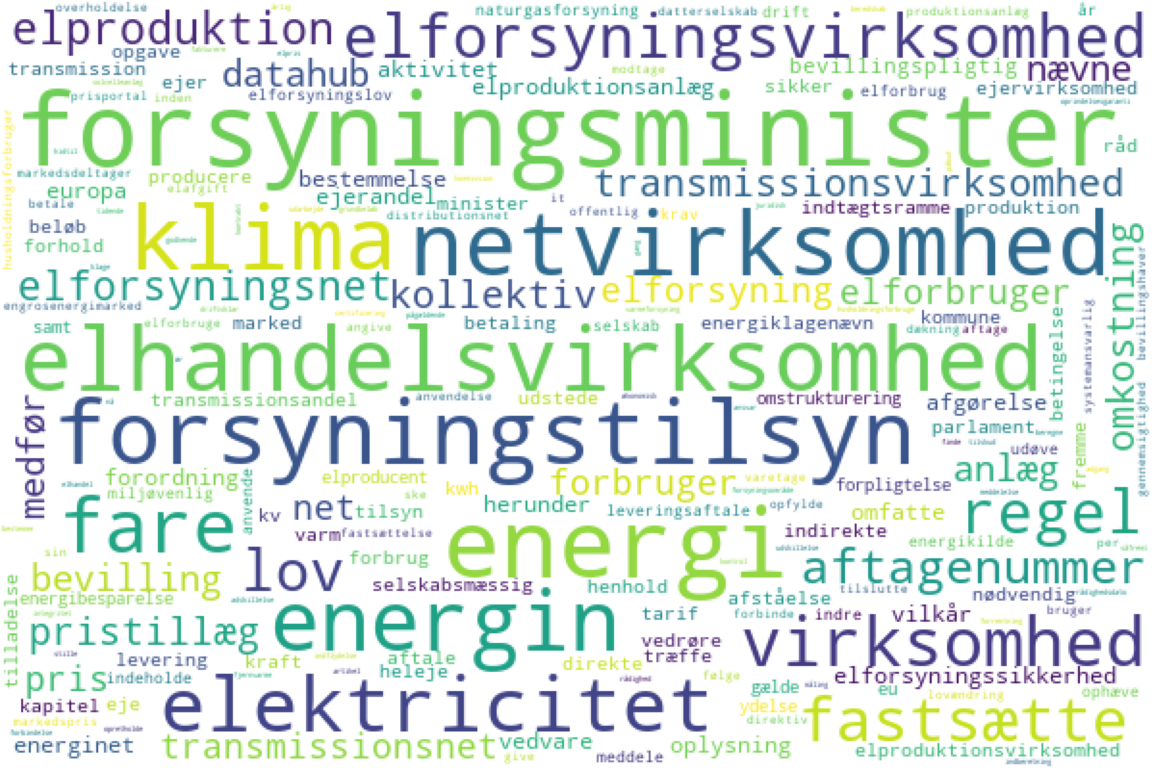 overholdelse naturgasforsyning datterselskab drift produktionsanlæg år
elproduktion elforsyningsvirksomhed
opgave
transmission ejer datahub aktivitet modtage bevillingspligtig nævne
prisportal inden elforsyningslov elproduktionsanlæg sikker elforbrug ejervirksomhed
husholdningsforbruger forsyningsminister råd
markedsdeltager producere bestemmelse transmissionsvirksomhed
europa elafgift ejerandel minister it
betale distributionsnet offentlig krav indtægtsramme produktion
beløb klima netvirksomhed
forhold
elforsyningsnet kollektiv elforsyning elforbruger omkostning bevillingshaver
engrosenergimarked
samt elforbruge marked angive betaling selskab energiklagenævn kommune
dækning aftage
elhandelsvirksomhed betingelse systemansvarlig
transmissionsandel anvendelse udstede omstrukturering afgørelse
medfør forsyningstilsyn parlament
udøve fremme gennemsigtighed
forordning elproducent forbruger varetage forpligtelse anlæg
miljøvenlig anvende ske kwh herunder leveringsaftale opfylde
fare kv net tilsyn omfatte regel
varm fastsættelse energi indirekte energikilde per
sin forbrug
bevilling lov selskabsmæssig henhold aftagenummer
energibesparelse afståelse tilslutte nødvendig
tilladelse pristillæg energin tarif forbinde indre vilkår bruger
vedrøre virksomhed
levering kraft aftale træffe
pris indeholde heleje direkte følge elforsyningssikkerhed
kapitel eje elektricitet gælde eu lovændring ophæve
markedspris ydelse fastsætte
direktiv
energinet transmissionsnet vedvare give meddele oplysning elproduktionsvirksomhed